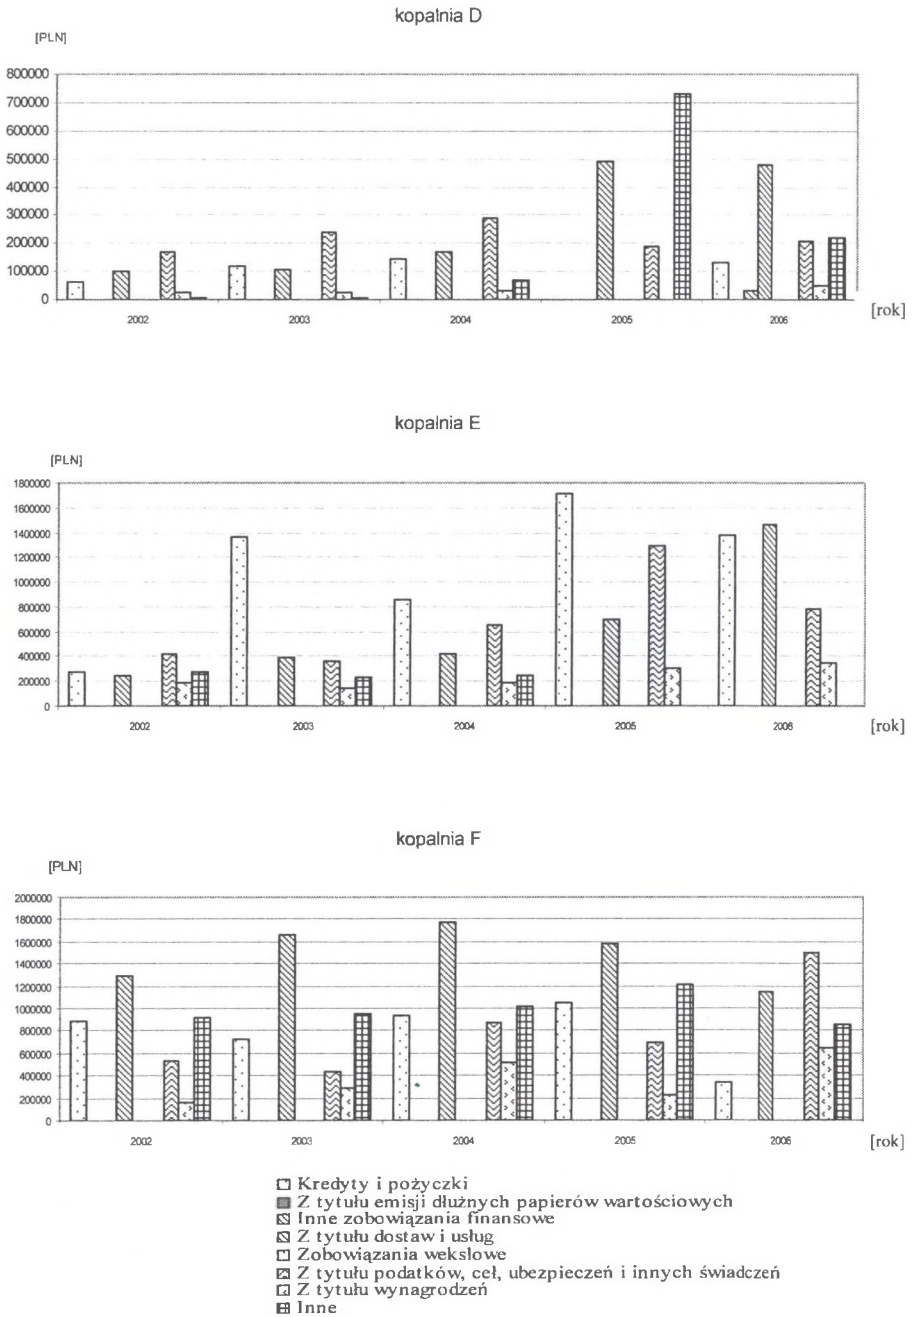 kopalnia D
[PLN]
800000
700000
600000
500000
400000
300000
200000
100000
0
2002 2003 2004 2005 2006 [rok]
kopalnia E
[PLN]
1800000
1600000
1400000
1200000
1000000
800000
600000
400000
200000
0
2002 2003 2004 2005 2006 [rok]
kopalnia F
[PLN]
2000000
1800000
1600000
1400000
1200000
1000000
800000
600000
400000
200000
0
2002 2003 2004 2005 2006 [rok]
Kredyty i pożyczki
Z tytułu emisji dłużnych papierów wartościowych
Inne zobowiązania finansowe
Z tytułu dostaw i usług
Zobowiązania wekslowe
Z tytułu podatków, ceł, ubezpieczeń i innych świadczeń
Z tytułu wynagrodzeń
Inne